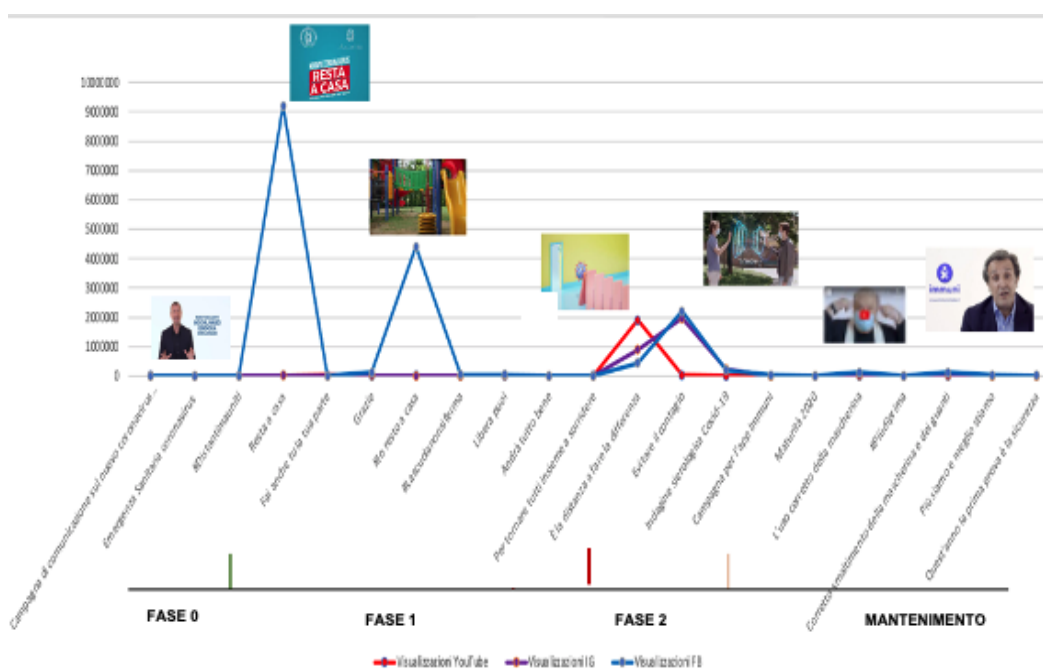 RESTA
A CASA
10000000
9000000
8000000
7000000
6000000
5000000
4000000
3000000
2000000
1000000
0
immuni
Campagna di comunicazione sul nuovo coronavirus...
Emergenza Sanitaria coronavirus
#Distantimauniti
Resta a casa
Fai anche tu la tua parte
Grazie
#Io resto a casa
#Lascuolanonsiferma
Libera puoi
Andrà tutto bene
Per tornare tutti insieme a sorridere
È la distanza a fare la differenza
Evitare il contagio
Indagine sierologica Covid-19
Campagna per l'app Immuni
Maturità 2020
L'uso corretto della mascherina
#Piùdiprima
Corretto smaltimento della mascherina e dei guanti
Più siamo e meglio stiamo
Quest'anno la prima prova è la sicurezza
FASE 0
FASE 1
FASE 2
MANTENIMENTO
Visualizzazioni YouTube
Visualizzazioni IG
Visualizzazioni FB